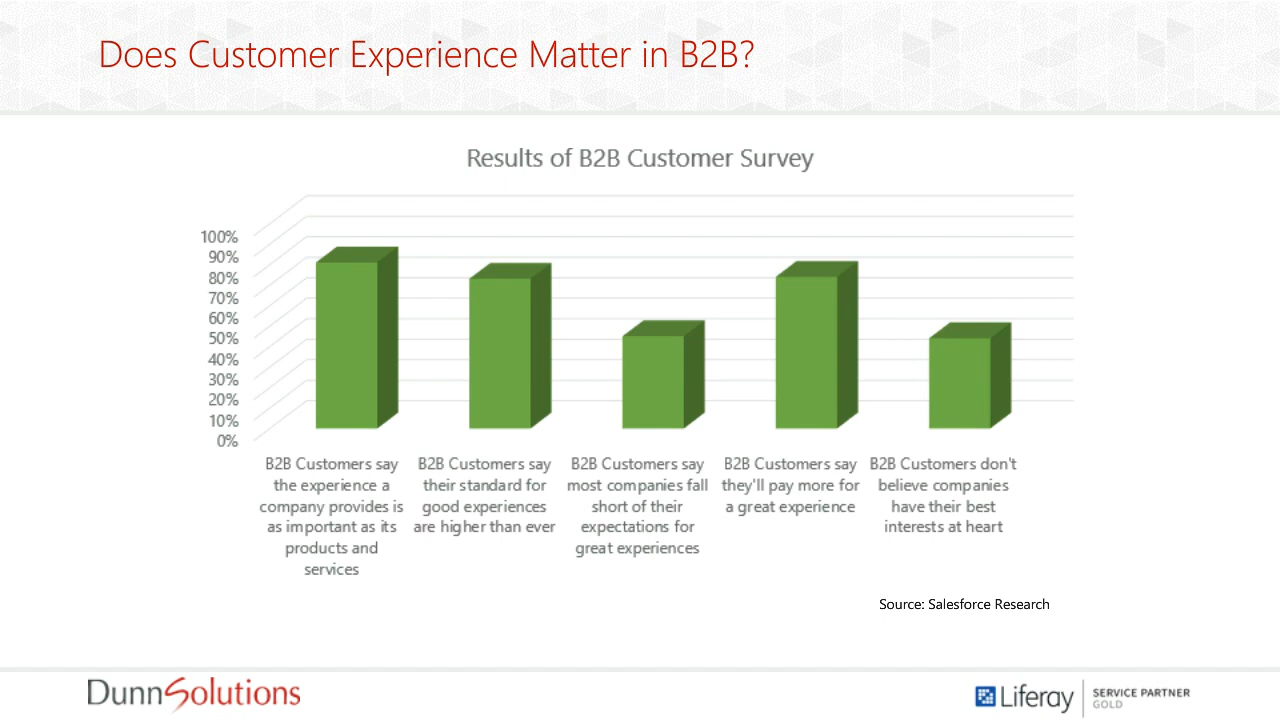 Does Customer Experience Matter in B2B?
Results of B2B Customer Survey
100%
90%
80%
70%
60%
50%
40%
30%
20%
10%
0%
B2B Customers say
the experience a
company provides is
as important as its
products and
services
B2B Customers say
their standard for
good experiences
are higher than ever
B2B Customers say
most companies fall
short of their
expectations for
great experiences
B2B Customers say
they'll pay more for
a great experience
B2B Customers don't
believe companies
have their best
interests at heart
Source: Salesforce Research
DunnSolutions
Liferay
SERVICE PARTNER
GOLD